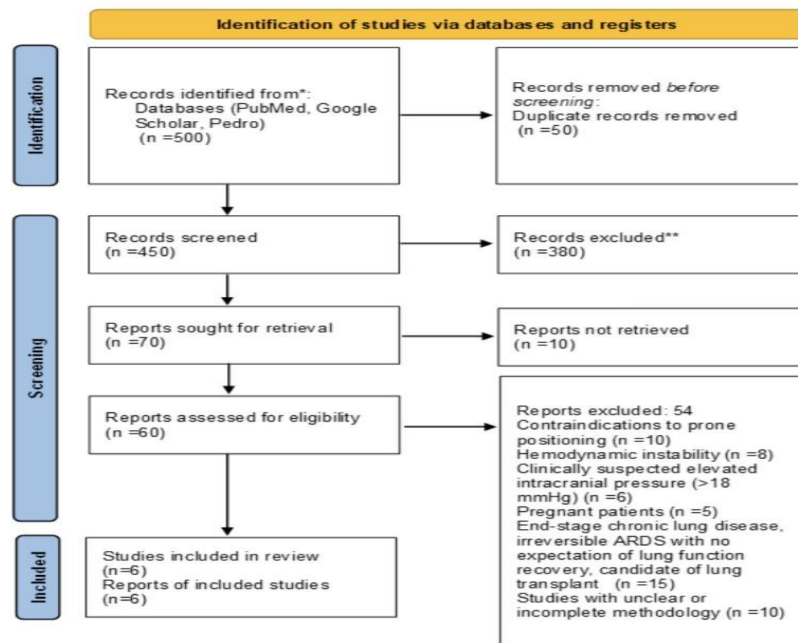 Identification of studies via databases and registers
Identification
Records identified from*:
Databases (PubMed, Google
Scholar, Pedro)
(n =500)
Records removed before
screening:
Duplicate records removed
(n =50)
Screening
Records screened
(n =450)
Records excluded**
(n =380)
Reports sought for retrieval
(n =70)
Reports not retrieved
(n =10)
Reports assessed for eligibility
(n =60)
Reports excluded: 54
Contraindications to prone
positioning (n =10)
Hemodynamic instability (n =8)
Clinically suspected elevated
intracranial pressure (>18
mmHg) (n =6)
Pregnant patients (n =5)
End-stage chronic lung disease,
irreversible ARDS with no
expectation of lung function
recovery, candidate of lung
transplant (n =15)
Studies with unclear or
incomplete methodology (n =10)
Included
Studies included in review
(n=6)
Reports of included studies
(n=6)